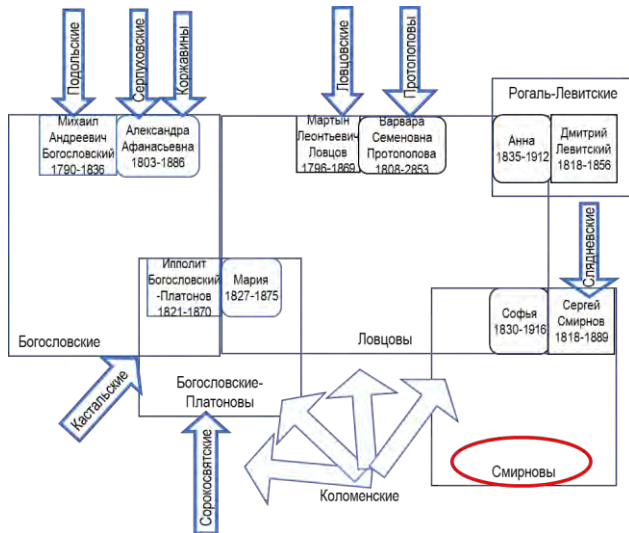 Подольские
Серпуховские
Коржавины
Ловцовские
Протопоповы
Рогаль-Левитские
Михаил
Андреевич
Богословский
1790-1836
Александра
Афанасьевна
1803-1886
Мартын
Леонтьевич
Ловцов
1796-1869
Варвара
Семеновна
Протопопова
1808-2853
Анна
1835-1912
Дмитрий
Левитский
1818-1856
Слядневские
Ипполит
Богословский
-Платонов
1821-1870
Мария
1827-1875
Софья
1830-1916
Сергей
Смирнов
1818-1889
Богословские
Ловцовы
Кастальские
Богословские-
Платоновы
Сорокосвятские
Коломенские
Смирновы